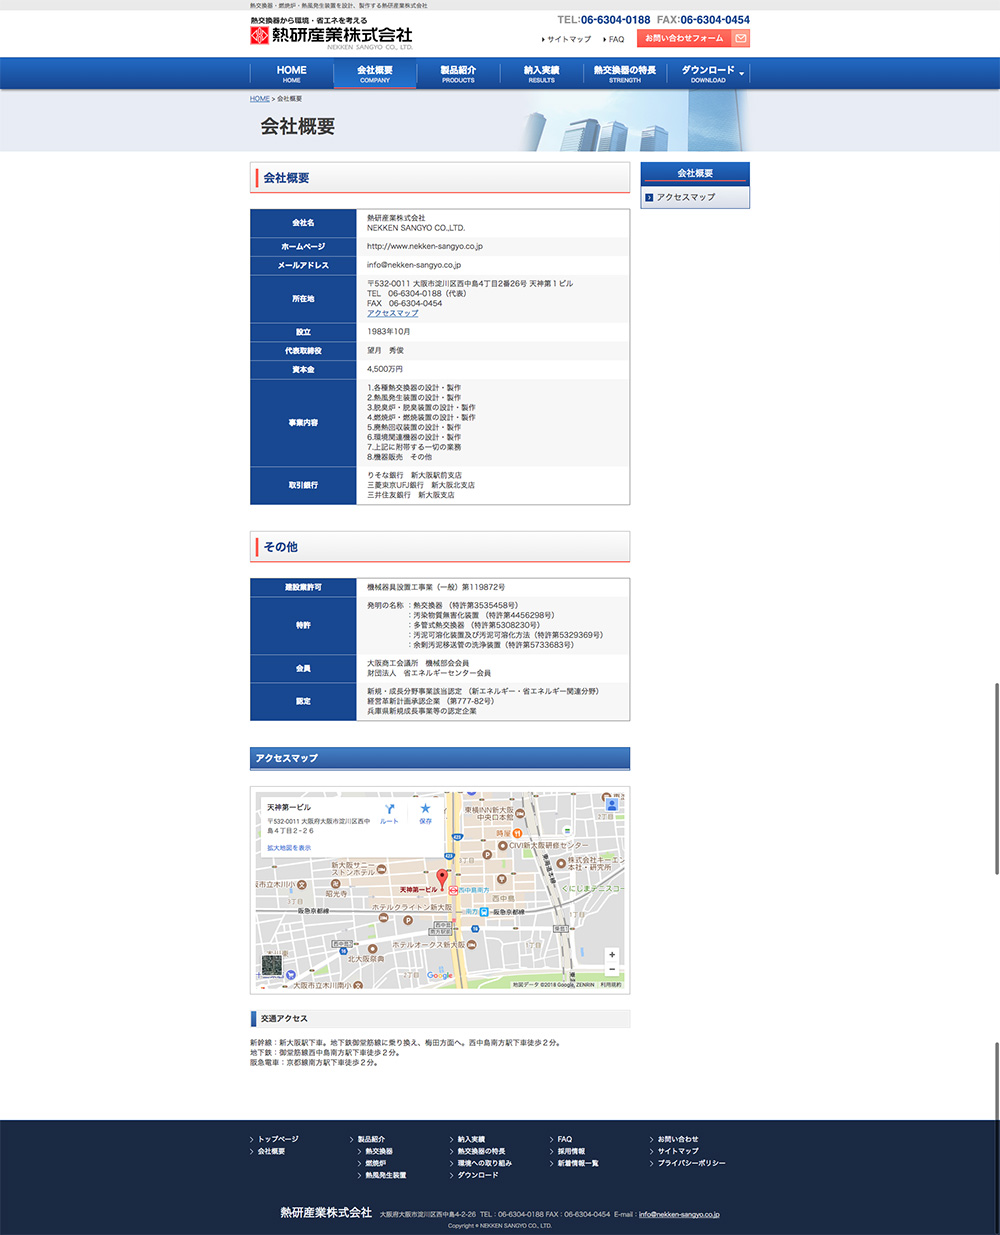 熱交換器・燃焼炉・熱風発生装置を設計、製作する熱研産業株式会社
熱交換器から環境・省エネを考える
熱研産業株式会社
NEKKEN SANGYO CO., LTD.
TEL:06-6304-0188 FAX:06-6304-0454
サイトマップ FAQ お問い合わせフォーム
HOME 会社概要 製品紹介 納入実績 熱交換器の特長 ダウンロード
HOME COMPANY PRODUCTS RESULTS STRENGTH DOWNLOAD
HOME > 会社概要
会社概要
会社概要
会社概要
アクセスマップ
会社名 熱研産業株式会社
NEKKEN SANGYO CO.,LTD.
ホームページ http://www.nekken-sangyo.co.jp
メールアドレス info@nekken-sangyo.co.jp
所在地 〒532-0011 大阪市淀川区西中島4丁目2番26号 天神第１ビル
TEL 06-6304-0188（代表）
FAX 06-6304-0454
アクセスマップ
設立 1983年10月
代表取締役 望月　秀俊
資本金 4,500万円
事業内容 1.各種熱交換器の設計・製作
2.熱風発生装置の設計・製作
3.脱臭炉・脱臭装置の設計・製作
4.燃焼炉・燃焼装置の設計・製作
5.廃熱回収装置の設計・製作
6.環境関連機器の設計・製作
7.上記に附帯する一切の業務
8.機器販売　その他
取引銀行 りそな銀行　新大阪駅前支店
三菱東京UFJ銀行　新大阪北支店
三井住友銀行　新大阪支店
その他
建設業許可 機械器具設置工事業（一般）第119872号
特許 発明の名称 ：熱交換器 （特許第3535458号）
：汚染物質無害化装置 （特許第4456298号）
：多管式熱交換器 （特許第5308230号）
：汚泥可溶化装置及び汚泥可溶化方法（特許第5329369号）
：余剰汚泥移送管の洗浄装置（特許第5733683号）
会員 大阪商工会議所　機械部会会員
財団法人　省エネルギーセンター会員
認定 新規・成長分野事業該当認定 （新エネルギー・省エネルギー関連分野）
経営革新計画承認企業 （第777-82号）
兵庫県新規成長事業等の認定企業
アクセスマップ
天神第一ビル
〒532-0011 大阪府大阪市淀川区西中
島４丁目２−２６
ルート 保存
拡大地図を表示
東横INN新大阪
中央口本館
2丁目
時屋
CIVI新大阪研修センター
3丁目
1丁目
株式会社キーエン
本社・研究所
東海道本線
新大阪サニー
ストンホテル
阪市立木川小
昭光寺
天神第一ビル
西中島南方
くにじまテニスコー
西中島
ホテルクライトン新大阪
阪急京都線
南方
阪急京都線
1丁目
ホテルオークス新大阪
1丁目
北大阪祭典
2丁目
大阪市立木川南小
Google
地図データ ©2018 Google, ZENRIN 利用規約
交通アクセス
新幹線：新大阪駅下車。地下鉄御堂筋線に乗り換え、梅田方面へ。西中島南方駅下車徒歩２分。
地下鉄：御堂筋線西中島南方駅下車徒歩２分。
阪急電車：京都線南方駅下車徒歩２分。
トップページ 製品紹介 納入実績 FAQ お問い合わせ
会社概要 熱交換器 熱交換器の特長 採用情報 サイトマップ
燃焼炉 環境への取り組み 新着情報一覧 プライバシーポリシー
熱風発生装置 ダウンロード
熱研産業株式会社 大阪府大阪市淀川区西中島4-2-26 TEL：06-6304-0188 FAX：06-6304-0454 E-mail：info@nekken-sangyo.co.jp
Copyright © NEKKEN SANGYO CO., LTD.